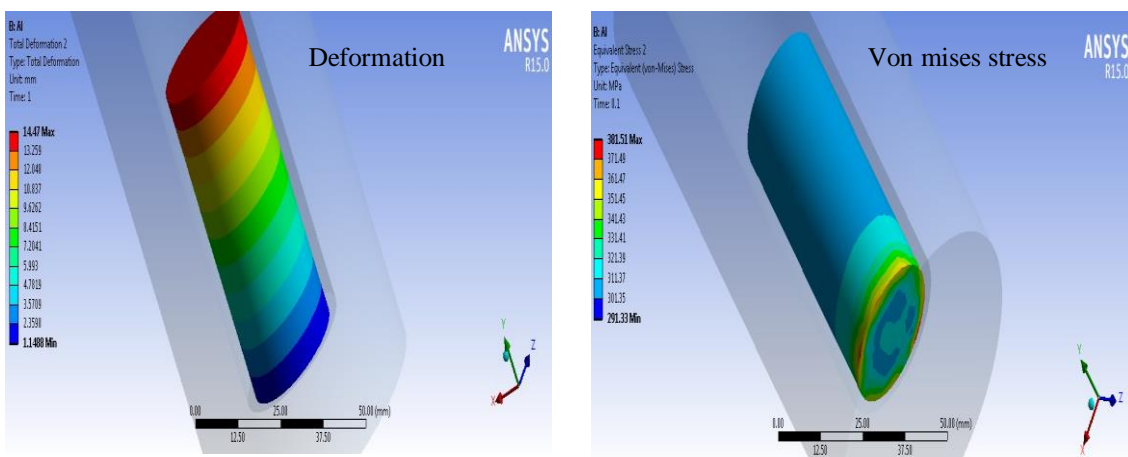 B: Al
Total Deformation 2
Type: Total Deformation
Unit: mm
Time: 1
Deformation
ANSYS
R15.0
14.47 Max
13.259
12.048
10.837
9.6262
8.4151
7.2041
5.993
4.7819
3.5709
2.3598
1.1488 Min
Y
Z
X
0.00
25.00
50.00 (mm)
12.50
37.50
B: Al
Equivalent Stress 2
Type: Equivalent (von-Mises) Stress
Unit: MPa
Time: 0.1
Von mises stress
ANSYS
R15.0
381.51 Max
371.49
361.47
351.45
341.43
331.41
321.39
311.37
301.35
291.33 Min
Y
Z
X
0.00
25.00
50.00 (mm)
12.50
37.50